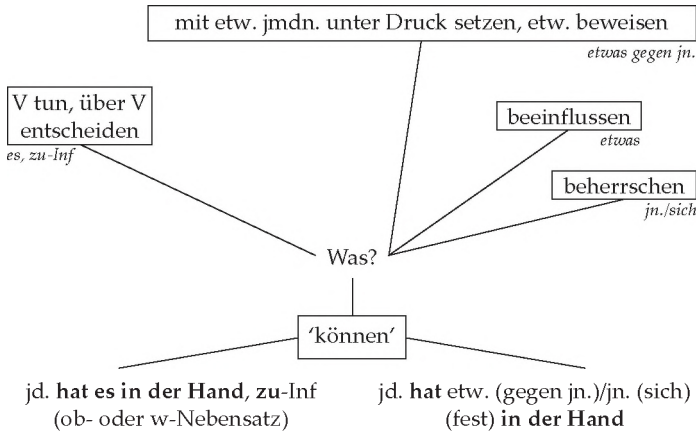 mit etw. jmdn. unter Druck setzen, etw. beweisen
etwas gegen jn.
V tun, über V
entscheiden
es, zu-Inf
beeinflussen
etwas
beherrschen
jn./sich
Was?
‘können‘
jd. hat es in der Hand, zu-Inf
(ob- oder w-Nebensatz)
jd. hat etw. (gegen jn.)/jn. (sich)
(fest) in der Hand